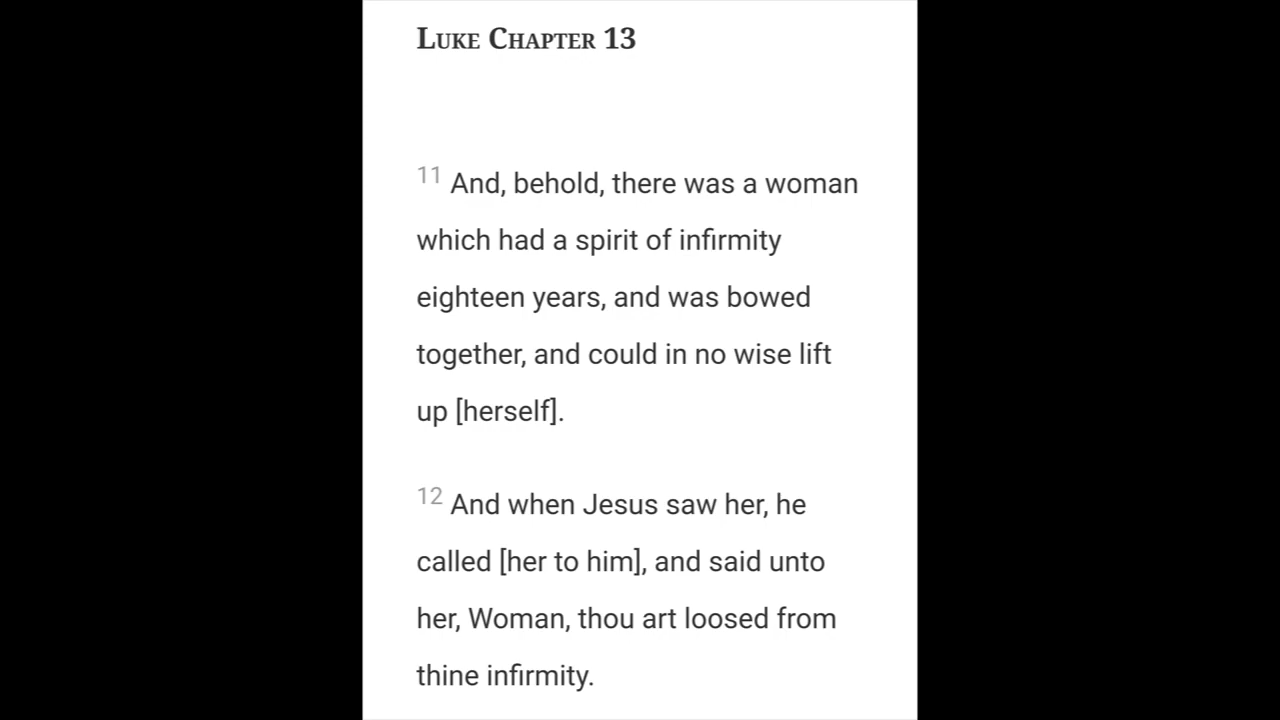 Luke Chapter 13
11 And, behold, there was a woman
which had a spirit of infirmity
eighteen years, and was bowed
together, and could in no wise lift
up [herself].
12 And when Jesus saw her, he
called [her to him], and said unto
her, Woman, thou art loosed from
thine infirmity.